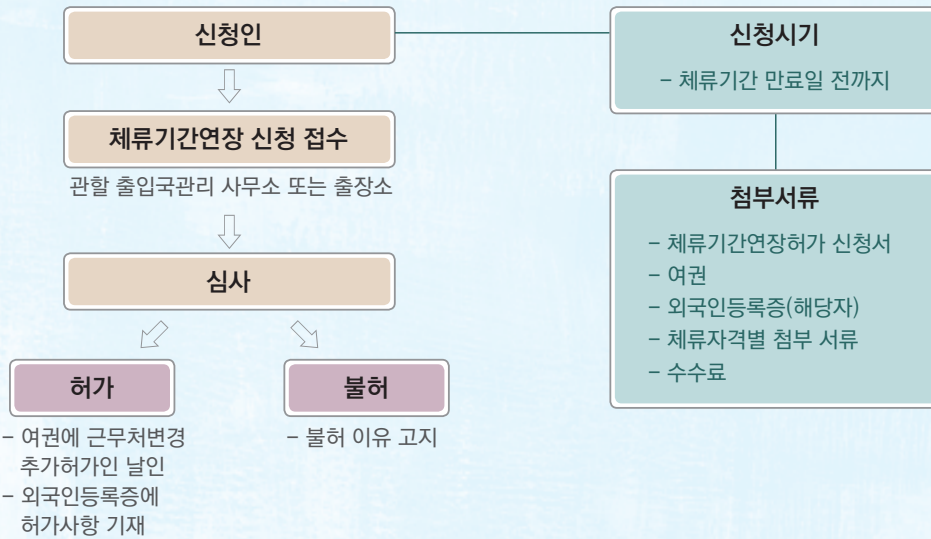 신청인
체류기간연장 신청 접수
관할 출입국관리 사무소 또는 출장소
심사
허가
– 여권에 근무처변경
추가허가인 날인
– 외국인등록증에
허가사항 기재
불허
– 불허 이유 고지
신청시기
– 체류기간 만료일 전까지
첨부서류
– 체류기간연장허가 신청서
– 여권
– 외국인등록증(해당자)
– 체류자격별 첨부 서류
– 수수료